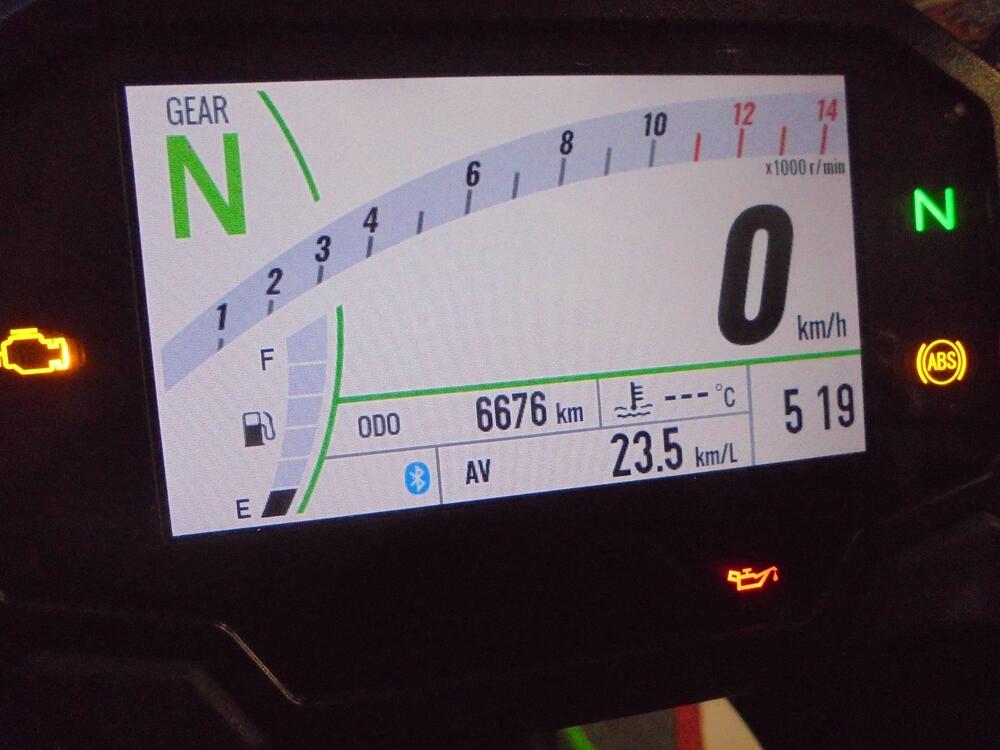 GEAR
N
1 2 3 4 6 8 10 12 14
x1000 r/min
N
0 km/h
ABS
F
E
ODO 6676 km
---°C
5 19
AV 23.5 km/L